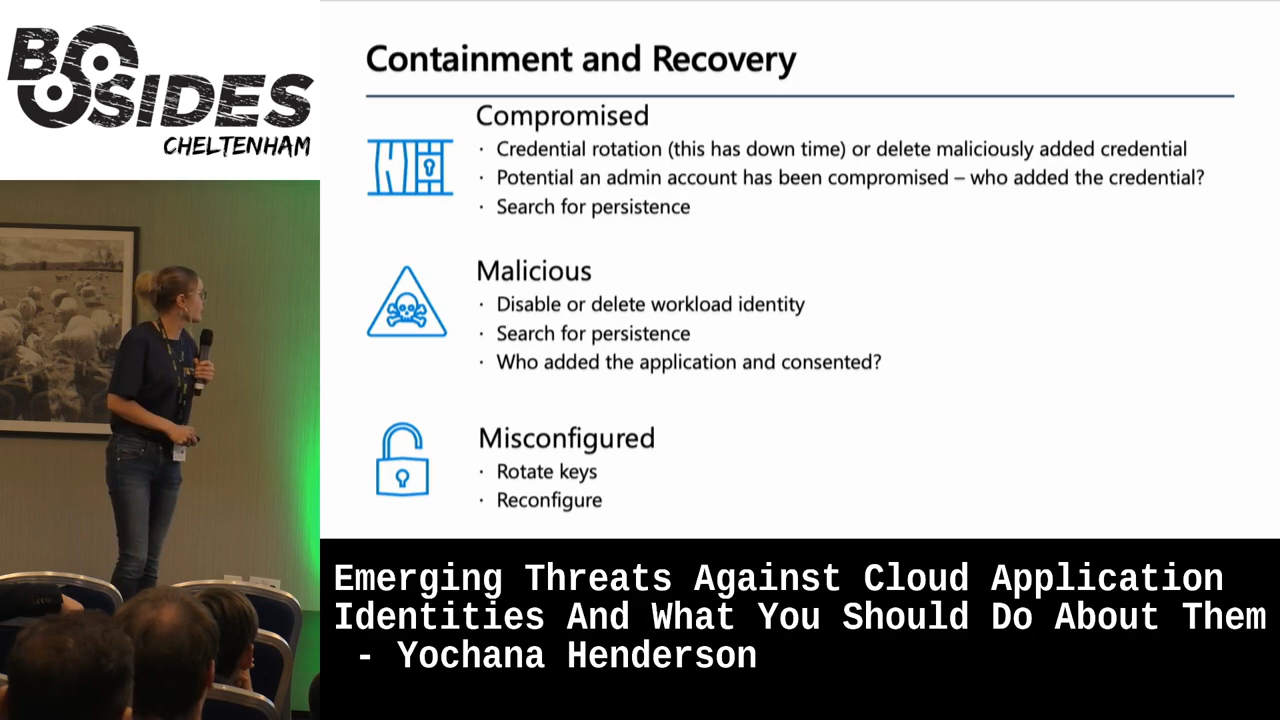 BSIDES
CHELTENHAM
Containment and Recovery
Compromised
· Credential rotation (this has down time) or delete maliciously added credential
· Potential an admin account has been compromised – who added the credential?
· Search for persistence
Malicious
· Disable or delete workload identity
· Search for persistence
· Who added the application and consented?
Misconfigured
· Rotate keys
· Reconfigure
Emerging Threats Against Cloud Application
Identities And What You Should Do About Them
- Yochana Henderson